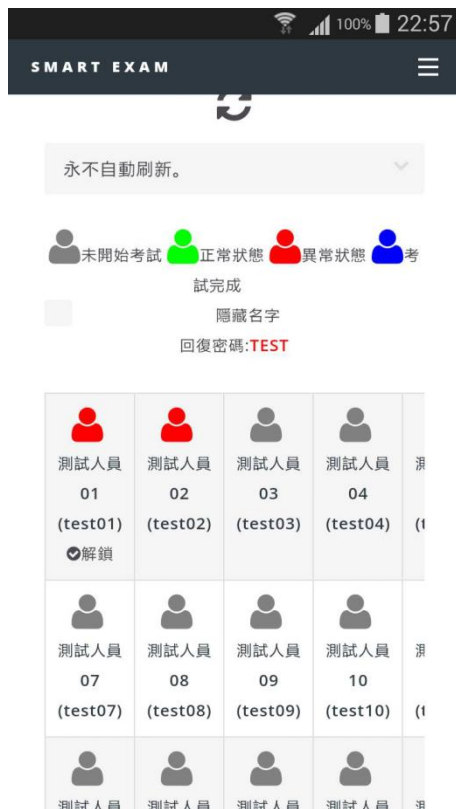 100% 22:57
SMART EXAM
永不自動刷新。
未開始考試 正常狀態 異常狀態 考
試完成
隱藏名字
回復密碼:TEST
測試人員 測試人員 測試人員 測試人員
01 02 03 04
(test01) (test02) (test03) (test04)
解鎖
測試人員 測試人員 測試人員 測試人員
07 08 09 10
(test07) (test08) (test09) (test10)
測試人員 測試人員 測試人員 測試人員